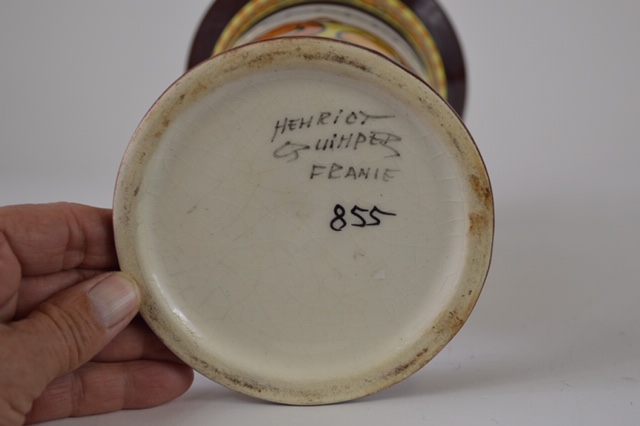 HENRIOT
QUIMPER
FRANCE
855